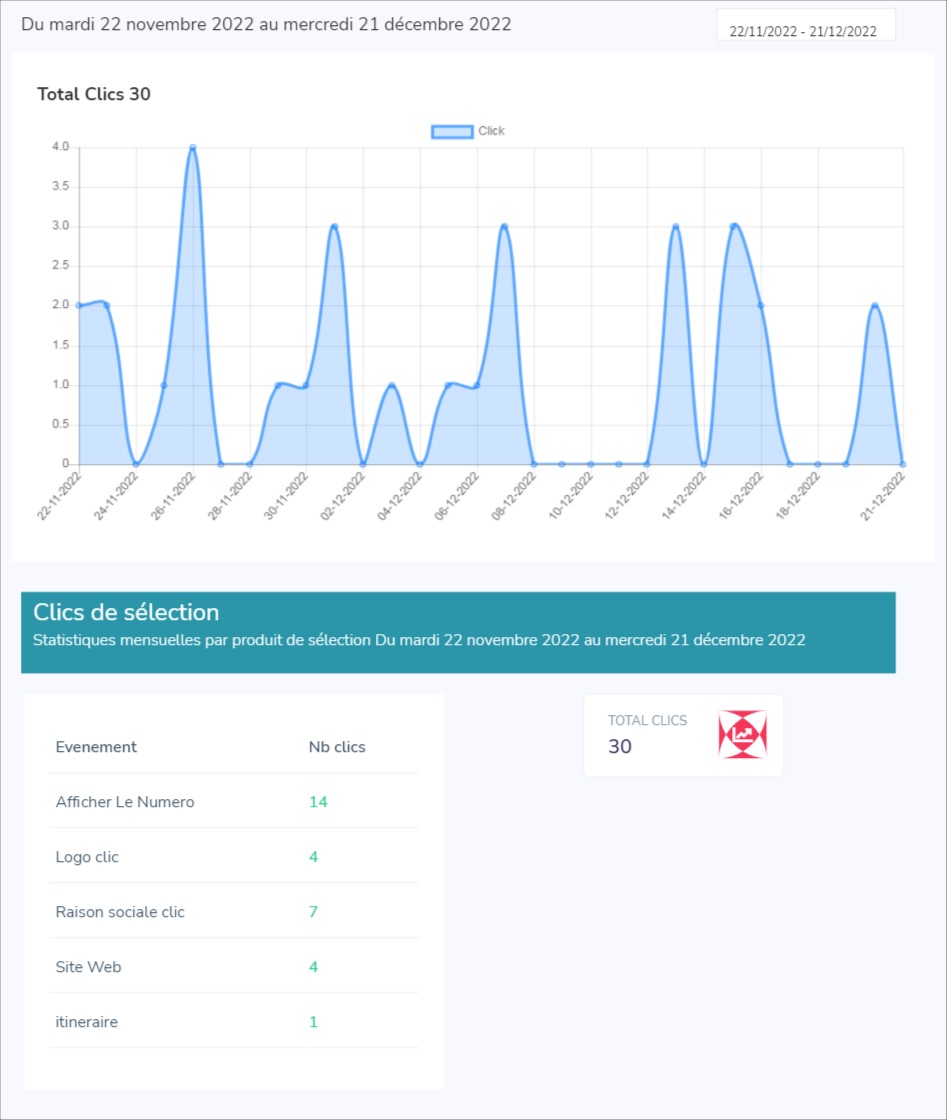 Du mardi 22 novembre 2022 au mercredi 21 décembre 2022
22/11/2022 - 21/12/2022
Total Clics 30
Click
4.0
3.5
3.0
2.5
2.0
1.5
1.0
0.5
0
22-11-2022
24-11-2022
26-11-2022
28-11-2022
30-11-2022
02-12-2022
04-12-2022
06-12-2022
08-12-2022
10-12-2022
12-12-2022
14-12-2022
16-12-2022
18-12-2022
21-12-2022
Clics de sélection
Statistiques mensuelles par produit de sélection Du mardi 22 novembre 2022 au mercredi 21 décembre 2022
Evenement Nb clics
Afficher Le Numero 14
Logo clic 4
Raison sociale clic 7
Site Web 4
itineraire 1
TOTAL CLICS
30